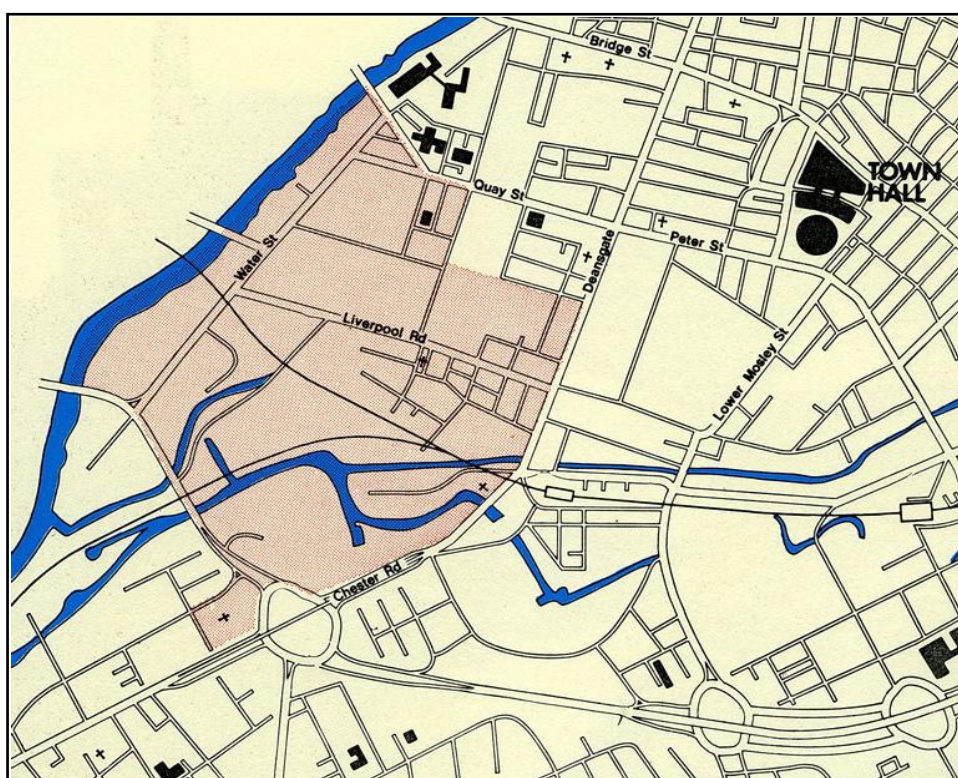 Bridge St
TOWN
HALL
Quay St
Peter St
Water St
Deansgate
Liverpool Rd
Lower Mosley St
Chester Rd